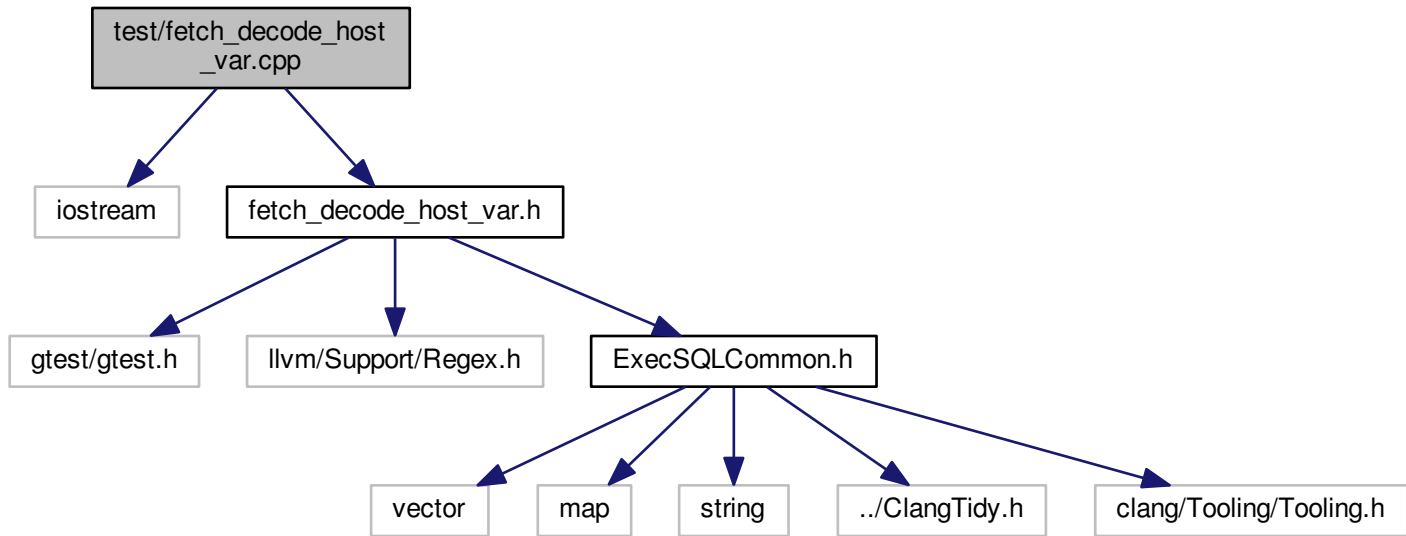 test/fetch_decode_host
_var.cpp
iostream
fetch_decode_host_var.h
gtest/gtest.h
llvm/Support/Regex.h
ExecSQLCommon.h
vector
map
string
../ClangTidy.h
clang/Tooling/Tooling.h